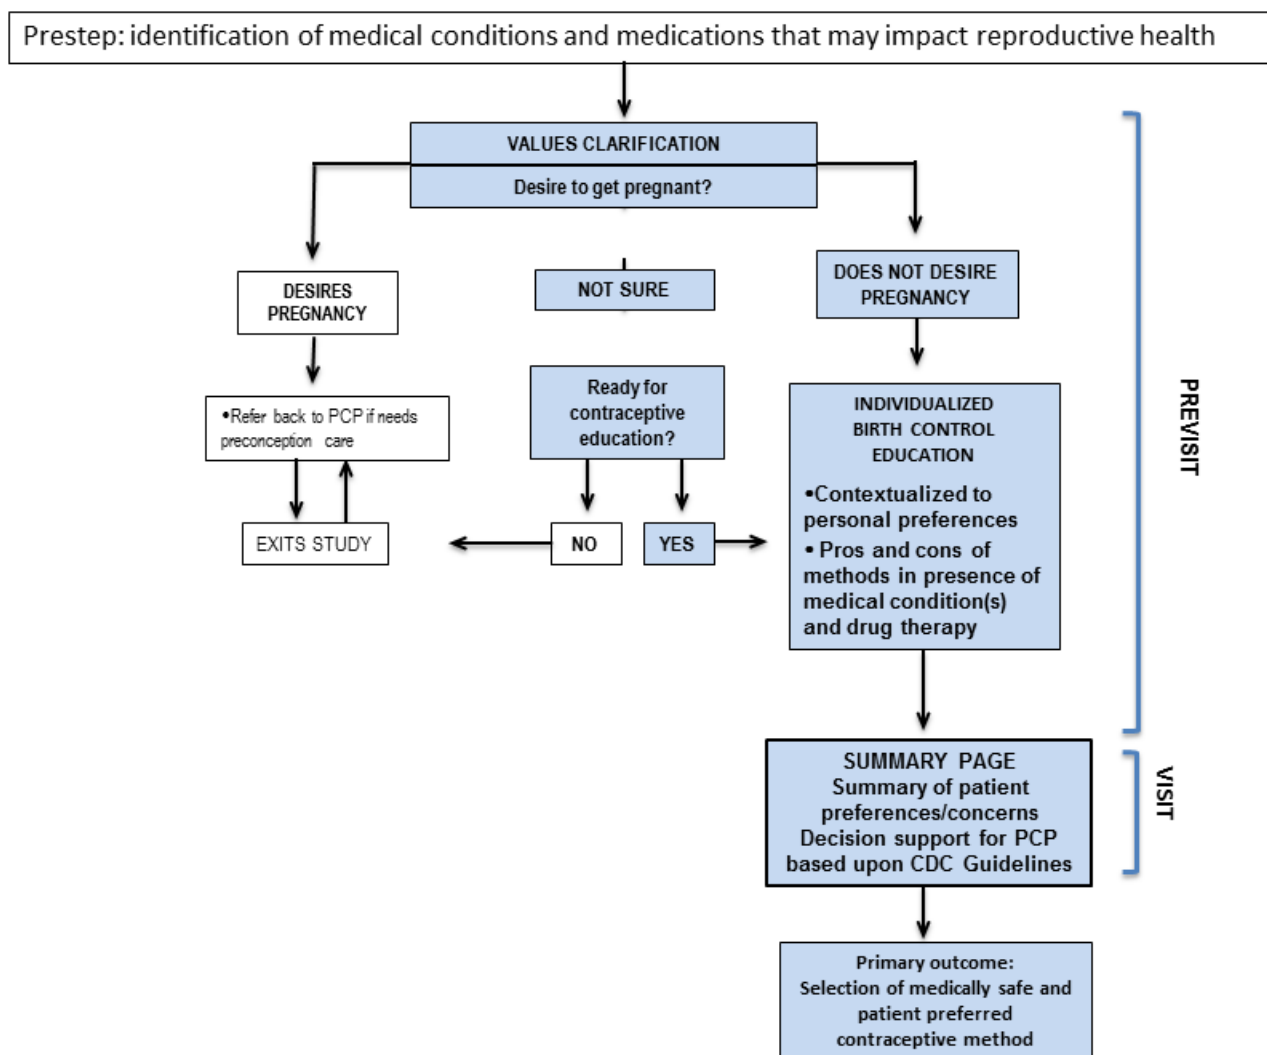 Prestep: identification of medical conditions and medications that may impact reproductive health
VALUES CLARIFICATION
Desire to get pregnant?
DESIRES
PREGNANCY
NOT SURE
DOES NOT DESIRE
PREGNANCY
•Refer back to PCP if needs
preconception care
Ready for
contraceptive
education?
INDIVIDUALIZED
BIRTH CONTROL
EDUCATION
•Contextualized to
personal preferences
• Pros and cons of
methods in presence of
medical condition(s)
and drug therapy
EXITS STUDY
NO
YES
PREVISIT
SUMMARY PAGE
Summary of patient
preferences/concerns
Decision support for PCP
based upon CDC Guidelines
VISIT
Primary outcome:
Selection of medically safe and
patient preferred
contraceptive method